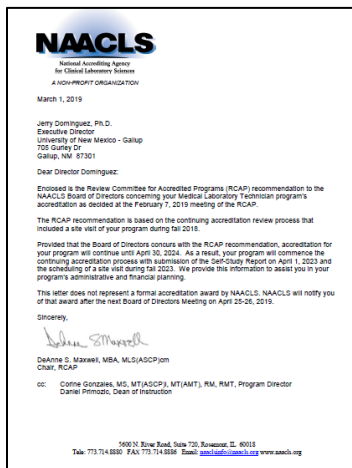 NAACLS
National Accrediting Agency
for Clinical Laboratory Sciences
A NON-PROFIT ORGANIZATION
March 1, 2019
Jerry Dominguez, Ph.D.
Executive Director
University of New Mexico - Gallup
705 Gurley Dr
Gallup, NM 87301
Dear Director Dominguez:
Enclosed is the Review Committee for Accredited Programs (RCAP) recommendation to the
NAACLS Board of Directors concerning your Medical Laboratory Technician program's
accreditation as decided at the February 7, 2019 meeting of the RCAP.
The RCAP recommendation is based on the continuing accreditation review process that
included a site visit of your program during fall 2018.
Provided that the Board of Directors concurs with the RCAP recommendation, accreditation for
your program will continue until April 30, 2024. As a result, your program will commence the
continuing accreditation process with submission of the Self-Study Report on April 1, 2023 and
the scheduling of a site visit during fall 2023. We provide this information to assist you in your
program's administrative and financial planning.
This letter does not represent a formal accreditation award by NAACLS. NAACLS will notify you
of that award after the next Board of Directors Meeting on April 25-26, 2019.
Sincerely,
DeAnne S Maxwell
DeAnne S. Maxwell, MBA, MLS(ASCP)cm
Chair, RCAP
cc: Corine Gonzales, MS, MT(ASCP)I, MT(AMT), RM, RMT, Program Director
Daniel Primozic, Dean of Instruction
5600 N. River Road, Suite 720, Rosemont, IL 60018
Tele: 773.714.8880 FAX 773.714.8886 Email: naaclsinfo@naacls.org www.naacls.org